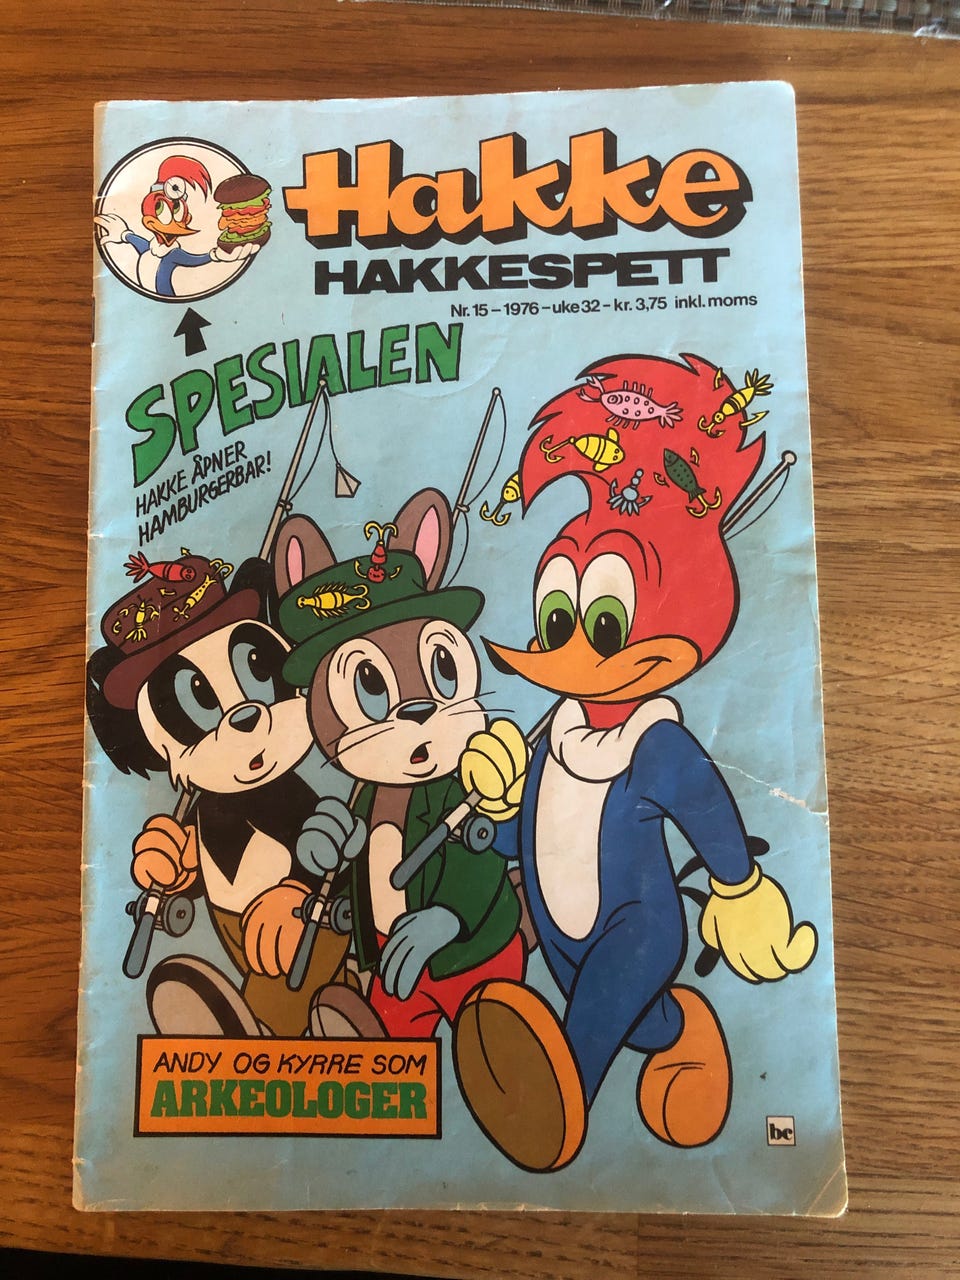 Hakke
HAKKESPETT
Nr. 15 – 1976 – uke 32 – kr. 3,75 inkl. moms
SPESIALEN
HAKKE ÅPNER
HAMBURGERBAR!
ANDY OG KYRRE SOM
ARKEOLOGER
bc